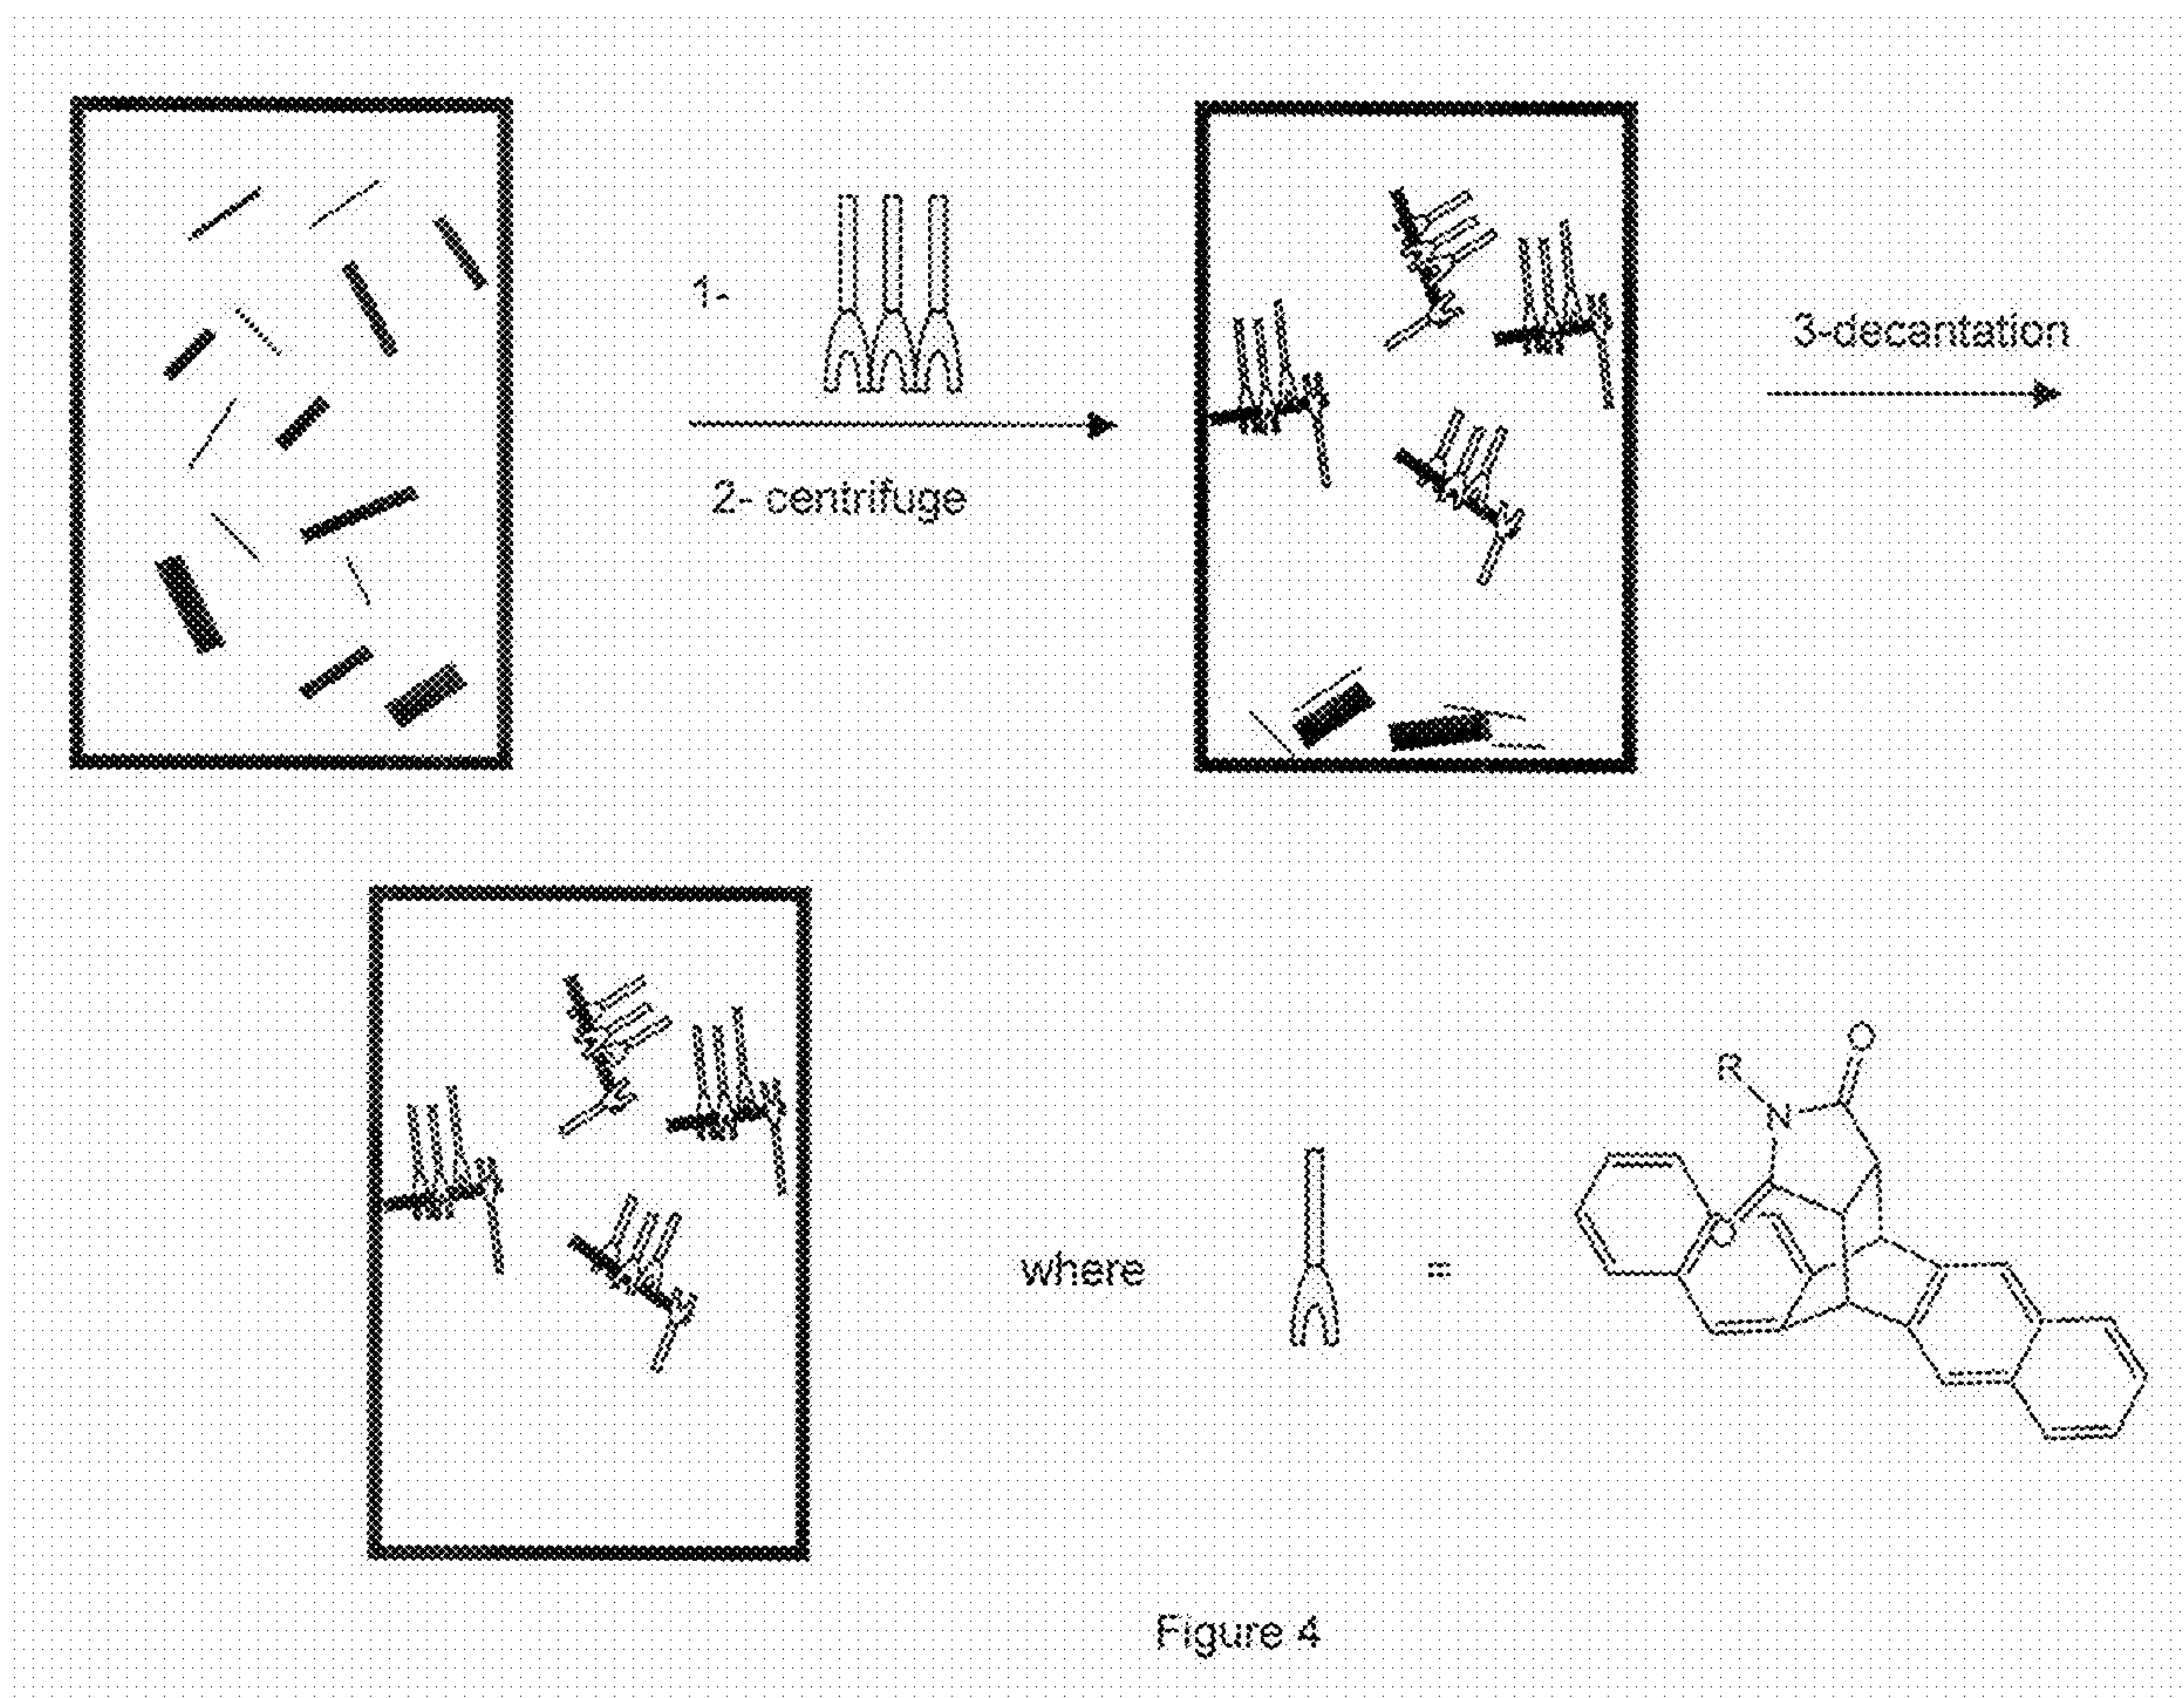 1-
2- centrifuge
3-decantation
where
=
R
N
O
O
Figure 4